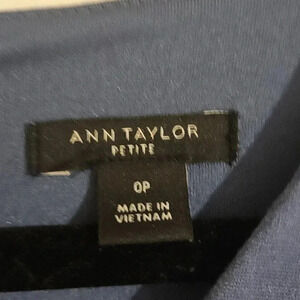 ANN TAYLOR
PETITE
0P
MADE IN
VIETNAM